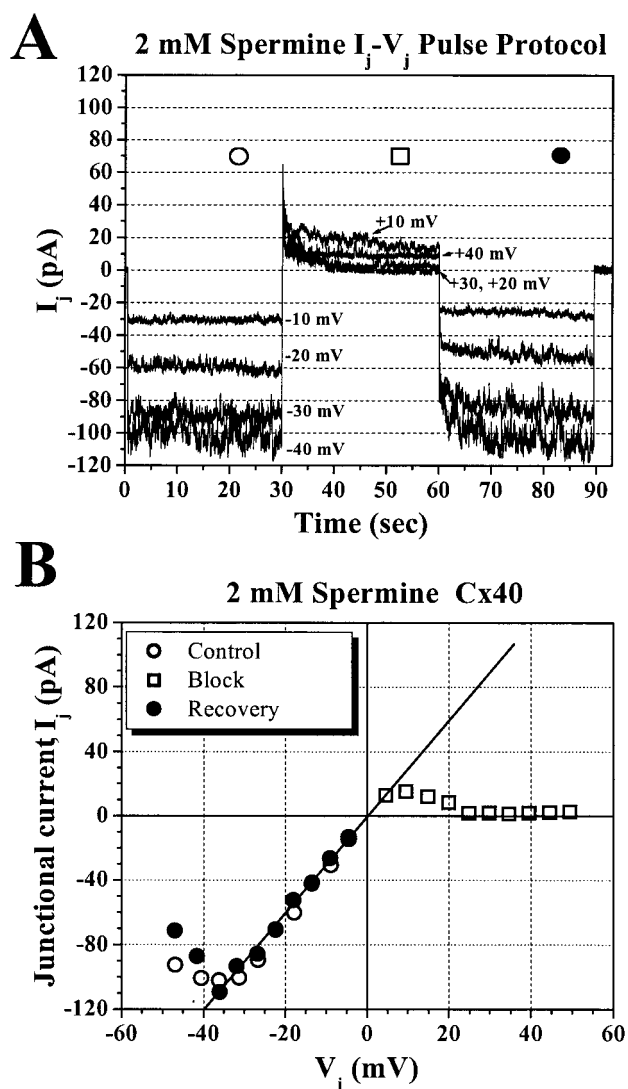 A
2 mM Spermine Ij-Vj Pulse Protocol
120
100
80
60
40
20
0
-20
-40
-60
-80
-100
-120
Ij (pA)
+10 mV
+40 mV
+30, +20 mV
-10 mV
-20 mV
-30 mV
-40 mV
0 10 20 30 40 50 60 70 80 90
Time (sec)
B
2 mM Spermine Cx40
120
80
40
0
-40
-80
-120
Junctional current, Ij (pA)
Control
Block
Recovery
-60 -40 -20 0 20 40 60
Vj (mV)